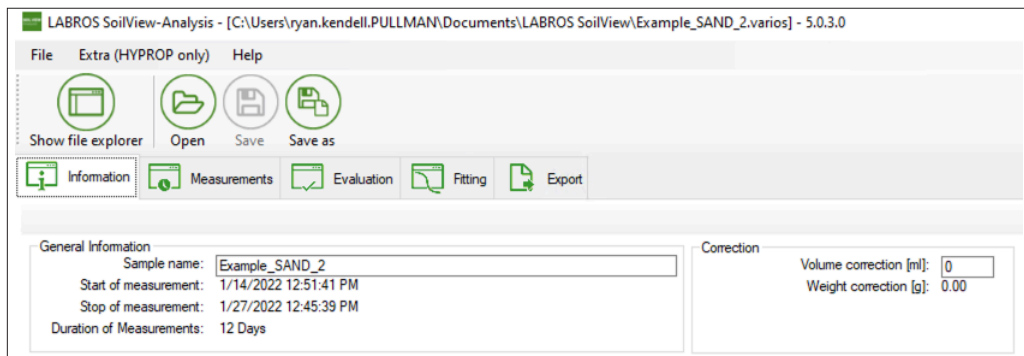 LABROS SoilView-Analysis - [C:\Users\ryan.kendell.PULLMAN\Documents\LABROS SoilView\Example_SAND_2.varios] - 5.0.3.0
File Extra (HYPROP only) Help
Show file explorer Open Save Save as
Information Measurements Evaluation Fitting Export
General Information
Sample name: Example_SAND_2
Start of measurement: 1/14/2022 12:51:41 PM
Stop of measurement: 1/27/2022 12:45:39 PM
Duration of Measurements: 12 Days
Correction
Volume correction [ml]: 0
Weight correction [g]: 0.00